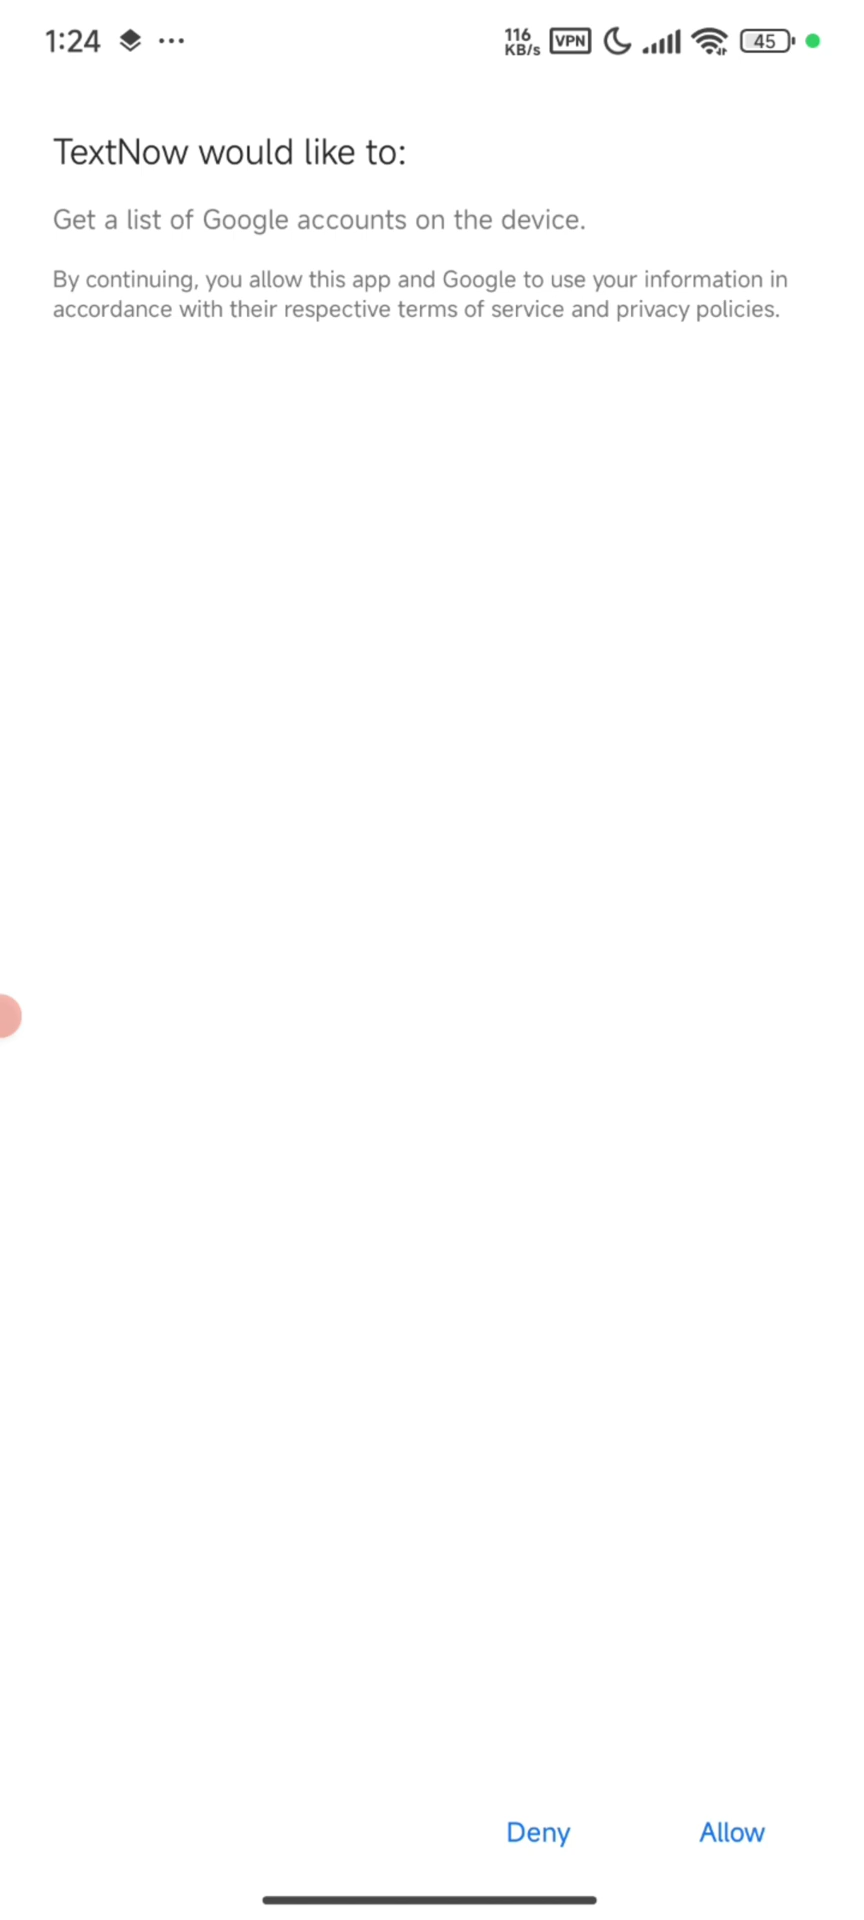 1:24
116
KB/s
VPN
45
TextNow would like to:
Get a list of Google accounts on the device.
By continuing, you allow this app and Google to use your information in
accordance with their respective terms of service and privacy policies.
Deny
Allow